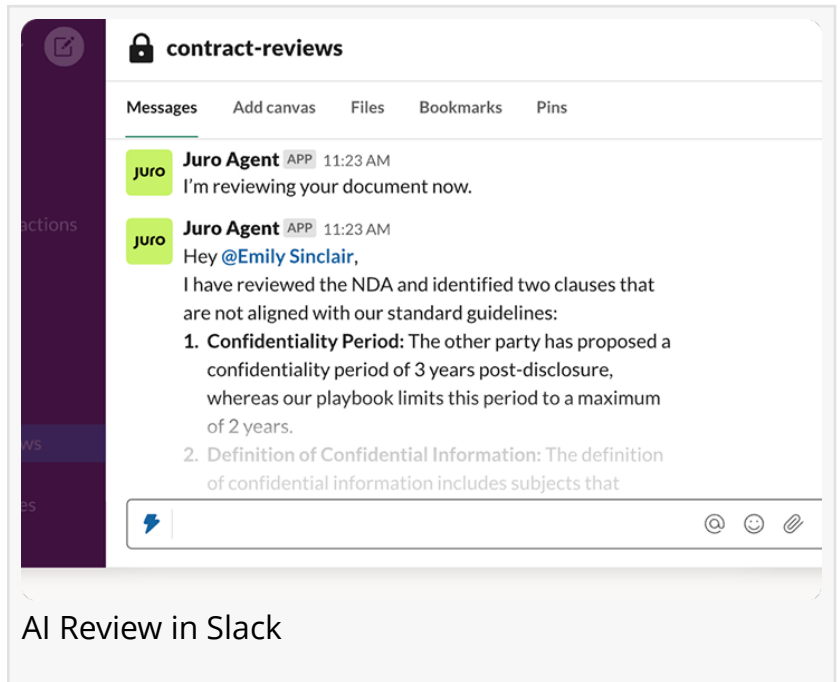 contract-reviews
Messages Add canvas Files Bookmarks Pins
Juro Agent APP 11:23 AM
Juro
I'm reviewing your document now.
actions
Juro Agent APP 11:23 AM
Juro
Hey @Emily Sinclair,
I have reviewed the NDA and identified two clauses that
are not aligned with our standard guidelines:
1. Confidentiality Period: The other party has proposed a
confidentiality period of 3 years post-disclosure,
whereas our playbook limits this period to a maximum
of 2 years.
ws
2. Definition of Confidential Information: The definition
of confidential information includes subjects that
es
AI Review in Slack